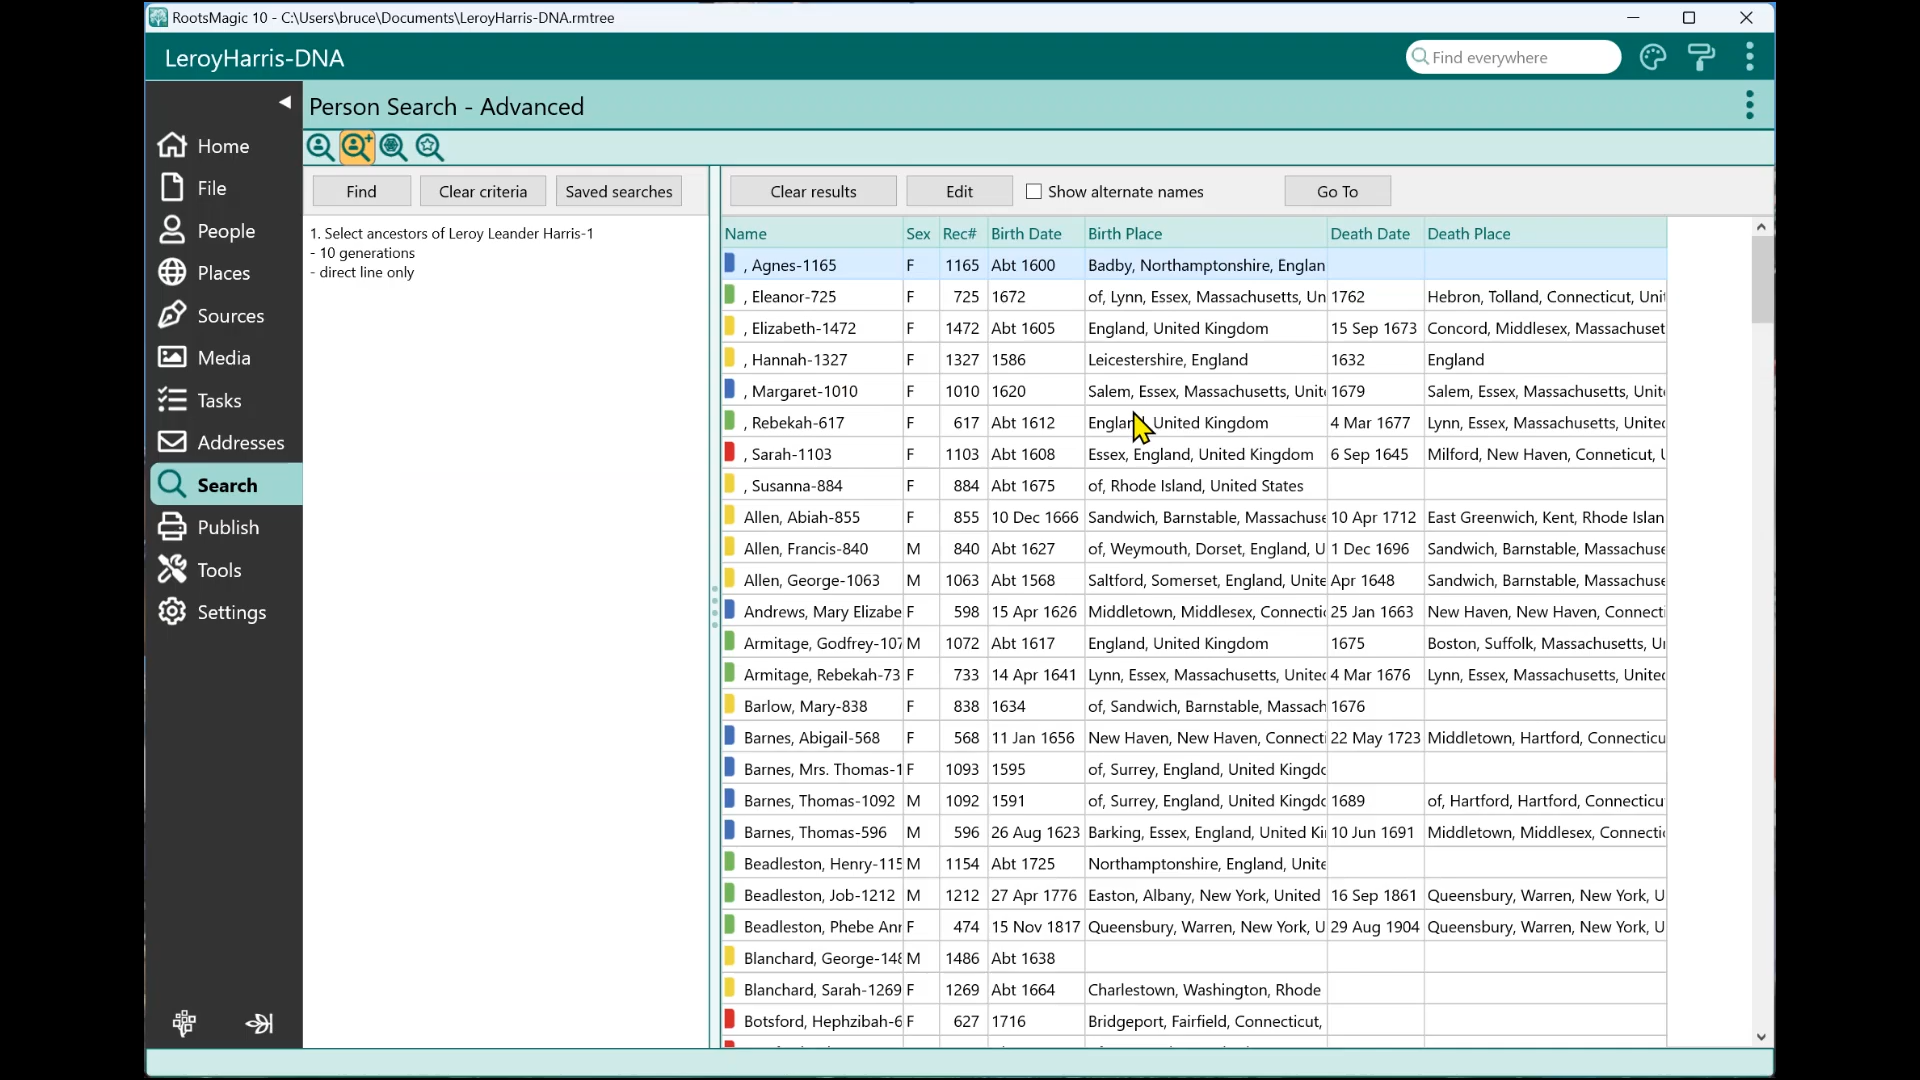 RootsMagic 10 - C:\Users\bruce\Documents\LeroyHarris-DNA.rmtree
LeroyHarris-DNA
Find everywhere
Person Search - Advanced
Home
File
People
Places
Sources
Media
Tasks
Addresses
Search
Publish
Tools
Settings
Find Clear criteria Saved searches
1. Select ancestors of Leroy Leander Harris-1
- 10 generations
- direct line only
Clear results Edit Show alternate names Go To
Name Sex Rec# Birth Date Birth Place Death Date Death Place
, Agnes-1165 F 1165 Abt 1600 Badby, Northamptonshire, Englan
, Eleanor-725 F 725 1672 of, Lynn, Essex, Massachusetts, Un 1762 Hebron, Tolland, Connecticut, Uni
, Elizabeth-1472 F 1472 Abt 1605 England, United Kingdom 15 Sep 1673 Concord, Middlesex, Massachuset
, Hannah-1327 F 1327 1586 Leicestershire, England 1632 England
, Margaret-1010 F 1010 1620 Salem, Essex, Massachusetts, Unit 1679 Salem, Essex, Massachusetts, Unit
, Rebekah-617 F 617 Abt 1612 England, United Kingdom 4 Mar 1677 Lynn, Essex, Massachusetts, United
, Sarah-1103 F 1103 Abt 1608 Essex, England, United Kingdom 6 Sep 1645 Milford, New Haven, Conneticut, U
, Susanna-884 F 884 Abt 1675 of, Rhode Island, United States
Allen, Abiah-855 F 855 10 Dec 1666 Sandwich, Barnstable, Massachuse 10 Apr 1712 East Greenwich, Kent, Rhode Islan
Allen, Francis-840 M 840 Abt 1627 of, Weymouth, Dorset, England, U 1 Dec 1696 Sandwich, Barnstable, Massachuse
Allen, George-1063 M 1063 Abt 1568 Saltford, Somerset, England, Unite Apr 1648 Sandwich, Barnstable, Massachuse
Andrews, Mary Elizabe F 598 15 Apr 1626 Middletown, Middlesex, Connecti 25 Jan 1663 New Haven, New Haven, Connecti
Armitage, Godfrey-107 M 1072 Abt 1617 England, United Kingdom 1675 Boston, Suffolk, Massachusetts, U
Armitage, Rebekah-73 F 733 14 Apr 1641 Lynn, Essex, Massachusetts, United 4 Mar 1676 Lynn, Essex, Massachusetts, United
Barlow, Mary-838 F 838 1634 of, Sandwich, Barnstable, Massach 1676
Barnes, Abigail-568 F 568 11 Jan 1656 New Haven, New Haven, Connecti 22 May 1723 Middletown, Hartford, Connecticu
Barnes, Mrs. Thomas-1 F 1093 1595 of, Surrey, England, United Kingdo
Barnes, Thomas-1092 M 1092 1591 of, Surrey, England, United Kingdo 1689 of, Hartford, Hartford, Connecticu
Barnes, Thomas-596 M 596 26 Aug 1623 Barking, Essex, England, United Ki 10 Jun 1691 Middletown, Middlesex, Connecti
Beadleston, Henry-115 M 1154 Abt 1725 Northamptonshire, England, Unite
Beadleston, Job-1212 M 1212 27 Apr 1776 Easton, Albany, New York, United 16 Sep 1861 Queensbury, Warren, New York, U
Beadleston, Phebe Ann F 474 15 Nov 1817 Queensbury, Warren, New York, U 29 Aug 1904 Queensbury, Warren, New York, U
Blanchard, George-148 M 1486 Abt 1638
Blanchard, Sarah-1269 F 1269 Abt 1664 Charlestown, Washington, Rhode
Botsford, Hephzibah-6 F 627 1716 Bridgeport, Fairfield, Connecticut,